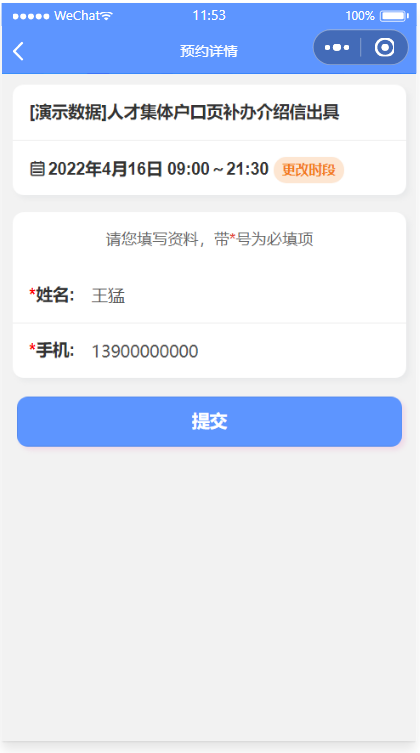 WeChat 11:53 100%
预约详情
[演示数据]人才集体户口页补办介绍信出具
2022年4月16日 09:00～21:30 更改时段
请您填写资料，带*号为必填项
*姓名: 王猛
*手机: 13900000000
提交